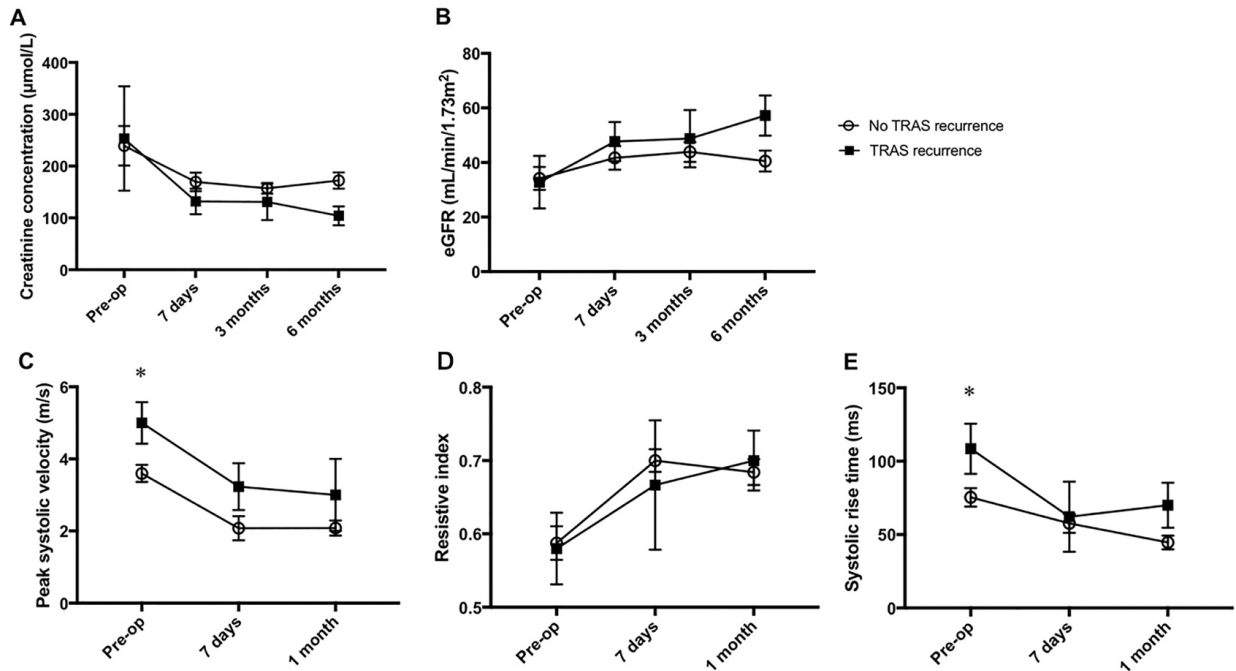 A
Creatinine concentration (µmol/L)
400
300
200
100
0
Pre-op
7 days
3 months
6 months
B
eGFR (mL/min/1.73m²)
80
60
40
20
0
Pre-op
7 days
3 months
6 months
No TRAS recurrence
TRAS recurrence
C
Peak systolic velocity (m/s)
6
4
2
0
*
Pre-op
7 days
1 month
D
Resistive index
0.8
0.7
0.6
0.5
Pre-op
7 days
1 month
E
Systolic rise time (ms)
150
100
50
0
*
Pre-op
7 days
1 month